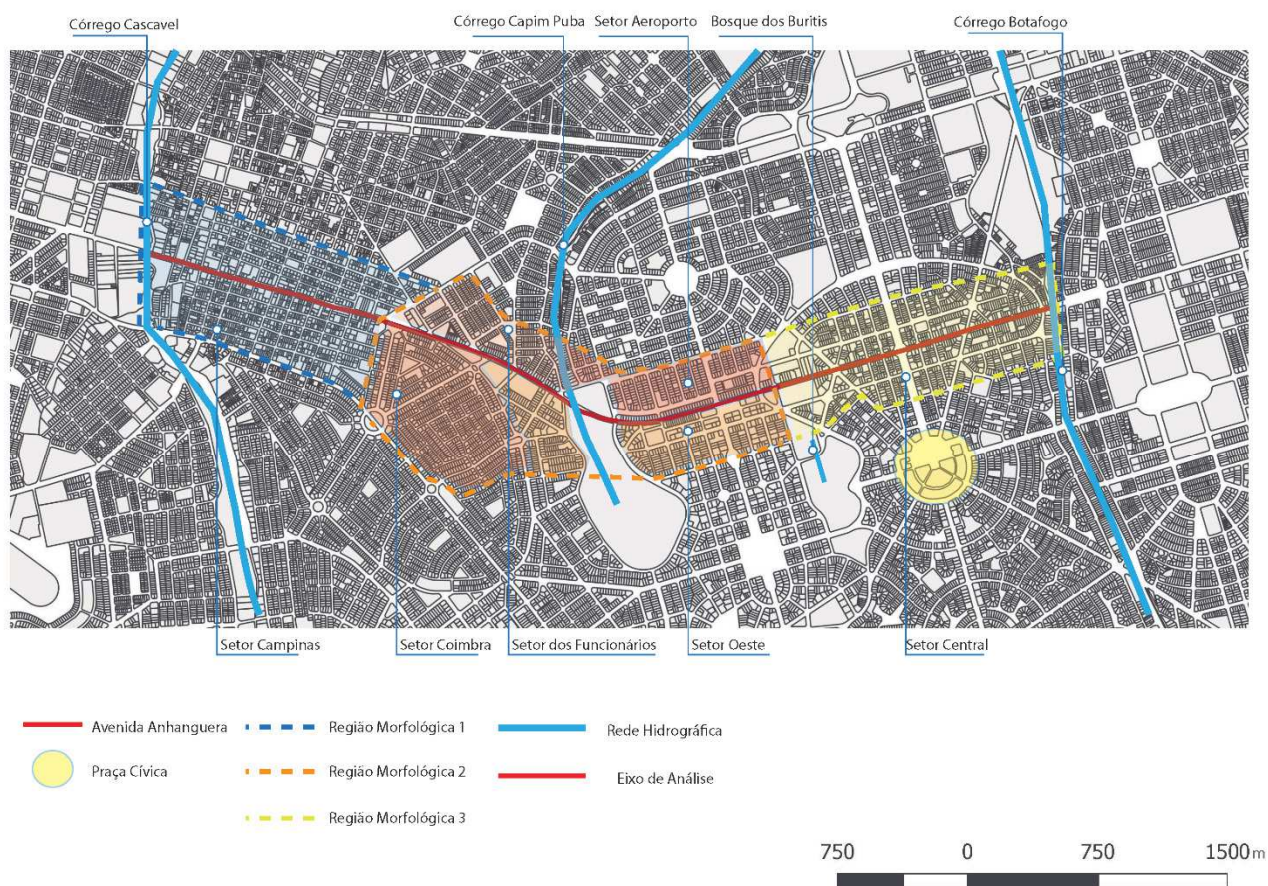 Córrego Cascavel
Córrego Capim Puba
Setor Aeroporto
Bosque dos Buritis
Córrego Botafogo
Setor Campinas
Setor Coimbra
Setor dos Funcionários
Setor Oeste
Setor Central
Avenida Anhanguera
Região Morfológica 1
Rede Hidrográfica
Praça Cívica
Região Morfológica 2
Eixo de Análise
Região Morfológica 3
750 0 750 1500 m